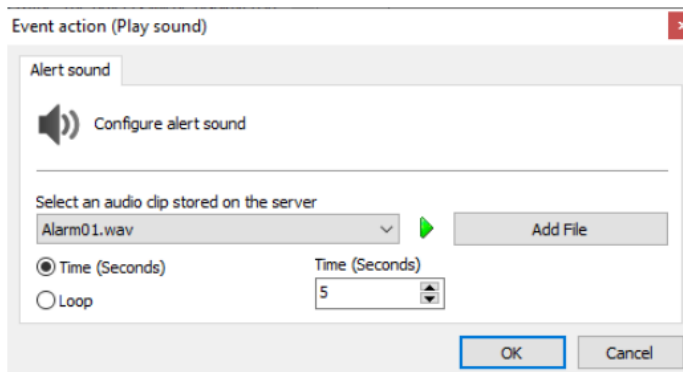 Event action (Play sound)
Alert sound
Configure alert sound
Select an audio clip stored on the server
Alarm01.wav
Add File
Time (Seconds)
Time (Seconds)
Loop
5
OK
Cancel